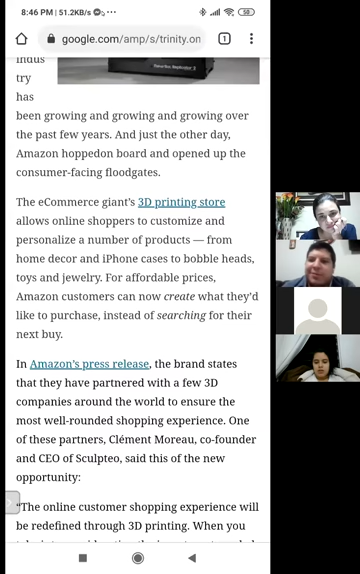 8:46 PM | 51.2KB/s
50
google.com/amp/s/trinity.on
1
indus
try
has
been growing and growing and growing over
the past few years. And just the other day,
Amazon hoppedon board and opened up the
consumer-facing floodgates.
The eCommerce giant's 3D printing store
allows online shoppers to customize and
personalize a number of products — from
home decor and iPhone cases to bobble heads,
toys and jewelry. For affordable prices,
Amazon customers can now create what they'd
like to purchase, instead of searching for their
next buy.
In Amazon's press release, the brand states
that they have partnered with a few 3D
companies around the world to ensure the
most well-rounded shopping experience. One
of these partners, Clément Moreau, co-founder
and CEO of Sculpteo, said this of the new
opportunity:
"The online customer shopping experience will
be redefined through 3D printing. When you